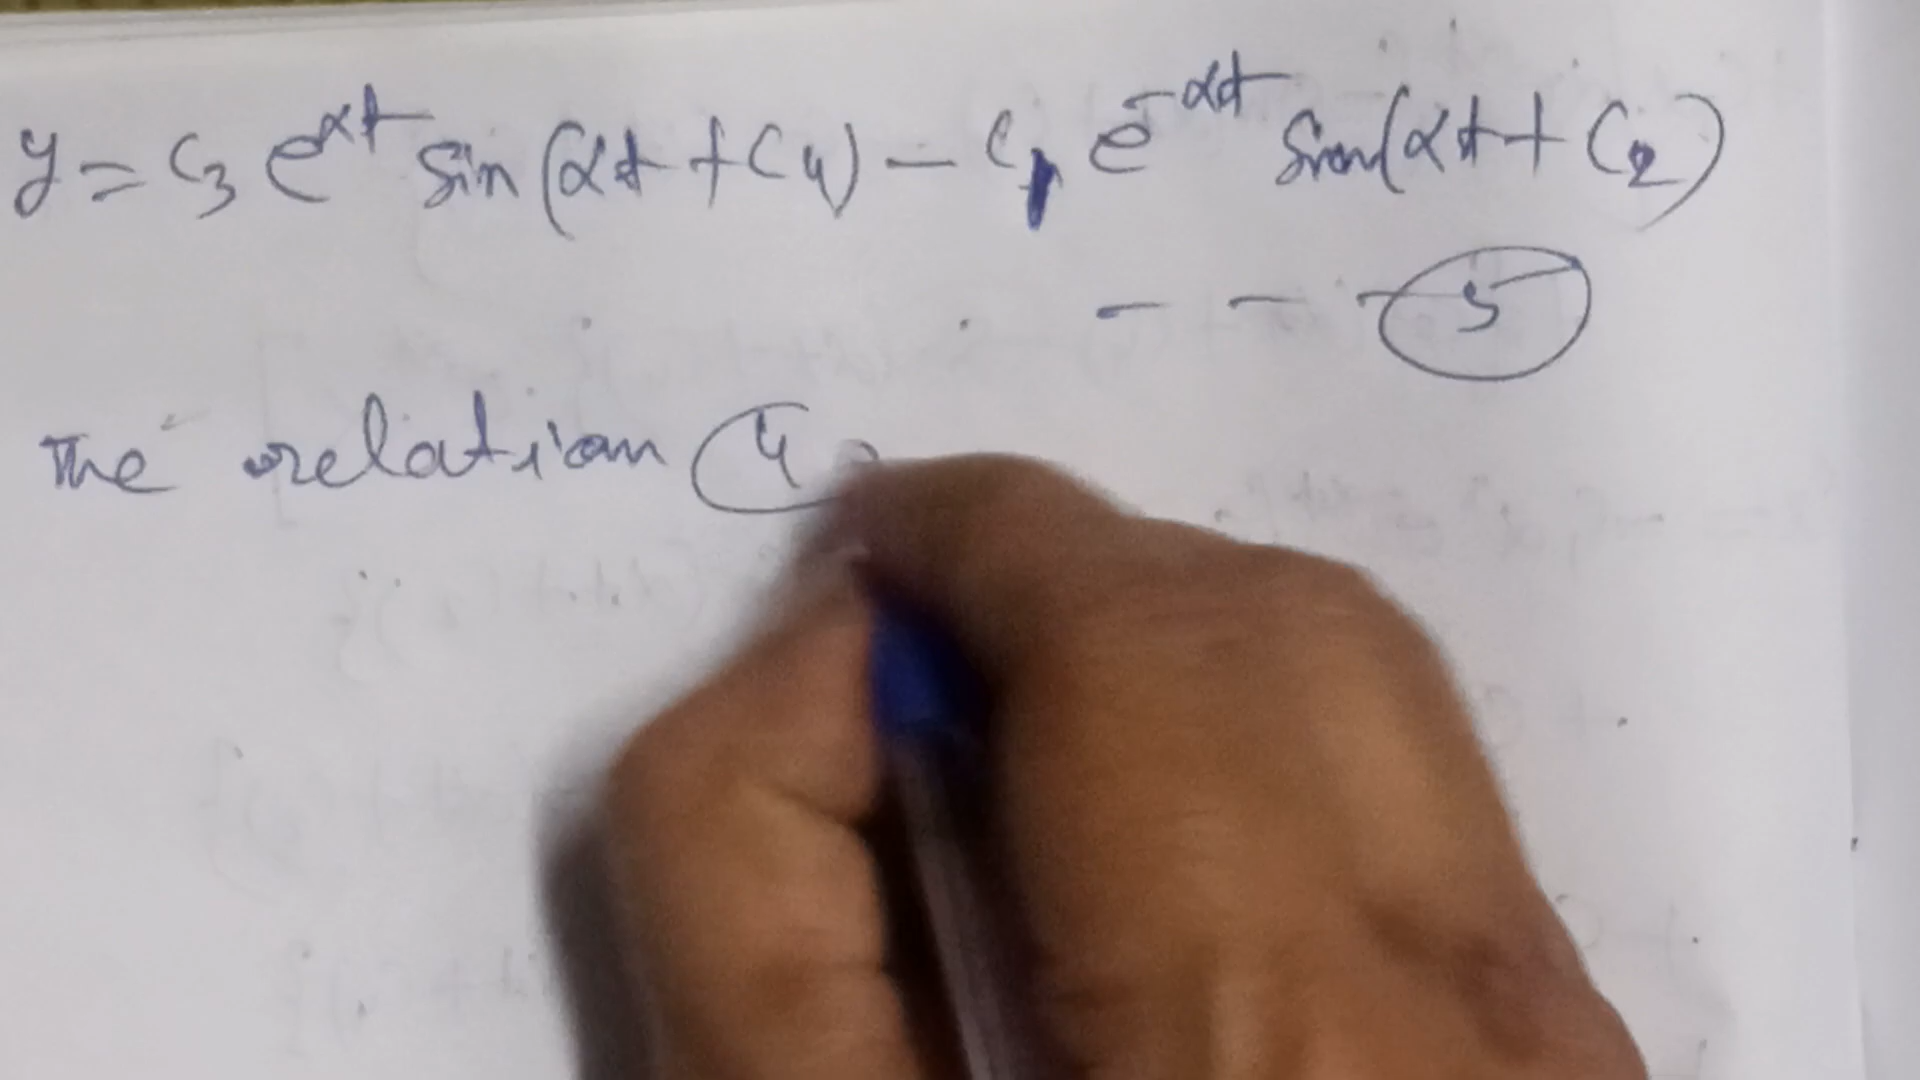 y = c₃ e^αt sin (αt + c₄) − c₁ e^−αt sin (αt + c₂)
- - - 5
The relation 4